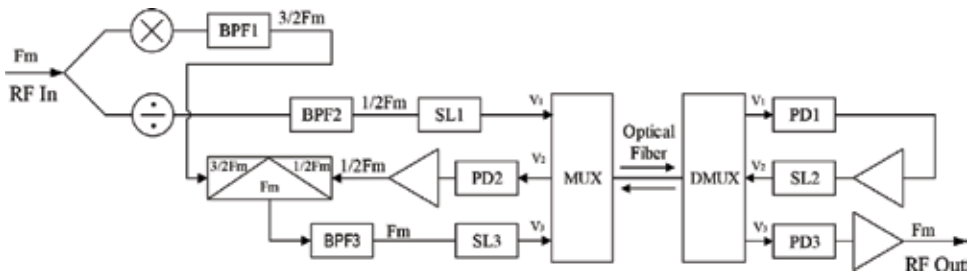 3/2Fm
BPF1
Fm
RF In
BPF2
1/2Fm
SL1
V₁
MUX
Optical
Fiber
DMUX
V₁
PD1
3/2Fm
1/2Fm
Fm
1/2Fm
PD2
V₂
V₂
SL2
BPF3
Fm
SL3
V₃
V₃
PD3
Fm
RF Out